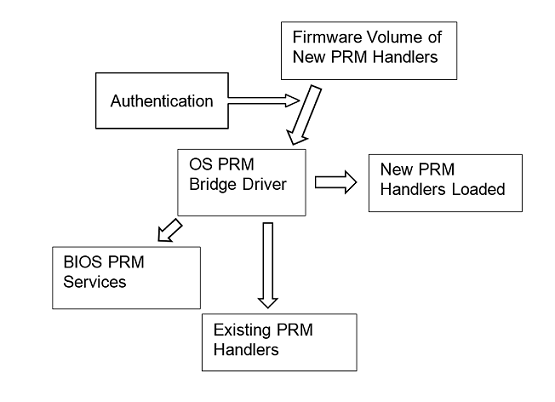 Firmware Volume of
New PRM Handlers
Authentication
OS PRM
Bridge Driver
New PRM
Handlers Loaded
BIOS PRM
Services
Existing PRM
Handlers